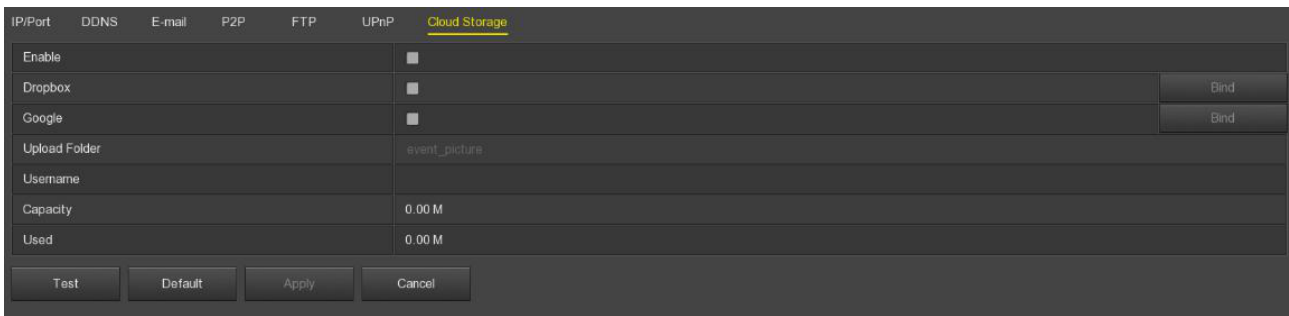 IP/Port DDNS E-mail P2P FTP UPnP Cloud Storage
Enable
Dropbox Bind
Google Bind
Upload Folder event_picture
Username
Capacity 0.00 M
Used 0.00 M
Test Default Apply Cancel